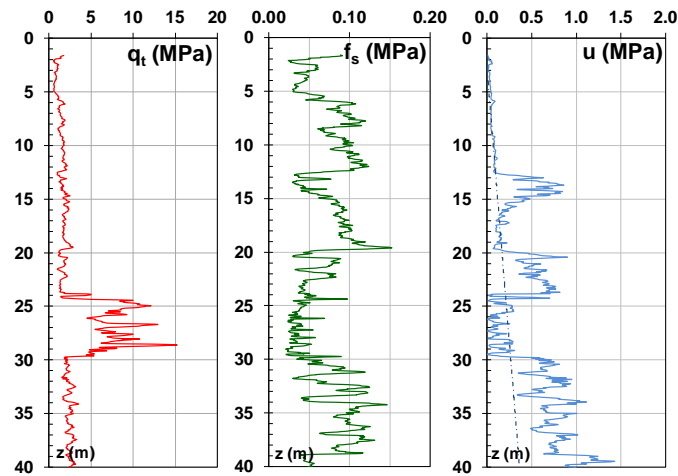 0 5 10 15 20
0.00 0.10 0.20
0.0 0.5 1.0 1.5 2.0
qt (MPa)
fs (MPa)
u (MPa)
0 0 0
5 5 5
10 10 10
15 15 15
20 20 20
25 25 25
30 30 30
35 35 35
40 40 40
z (m)
z (m)
z (m)